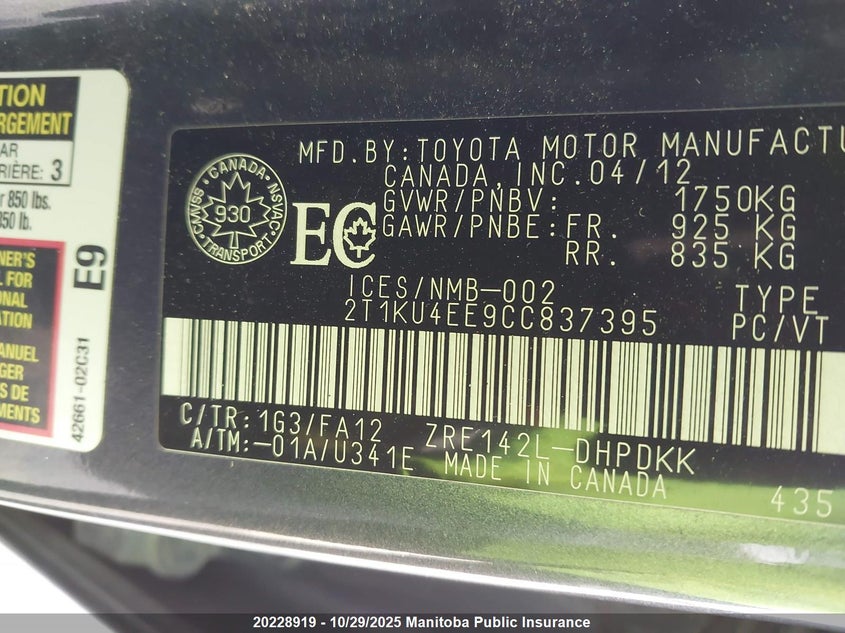 TION
RGEMENT
AR
RIÈRE: 3
r 850 lbs.
850 lb.
NER'S
L FOR
ONAL
ATION
ANUEL
RGER
S DE
MENTS
E9
42661-02C31
CMVSS CANADA NSVAC
930
TRANSPORT
EC
MFD.BY:TOYOTA MOTOR MANUFACTU
CANADA,INC.04/12
GVWR/PNBV: 1750KG
GAWR/PNBE:FR. 925 KG
RR. 835 KG
ICES/NMB-002
2T1KU4EE9CC837395
TYPE
PC/VT
C/TR:1G3/FA12 ZRE142L-DHPDKK
A/TM:-01A/U341E MADE IN CANADA
435
20228919 - 10/29/2025 Manitoba Public Insurance